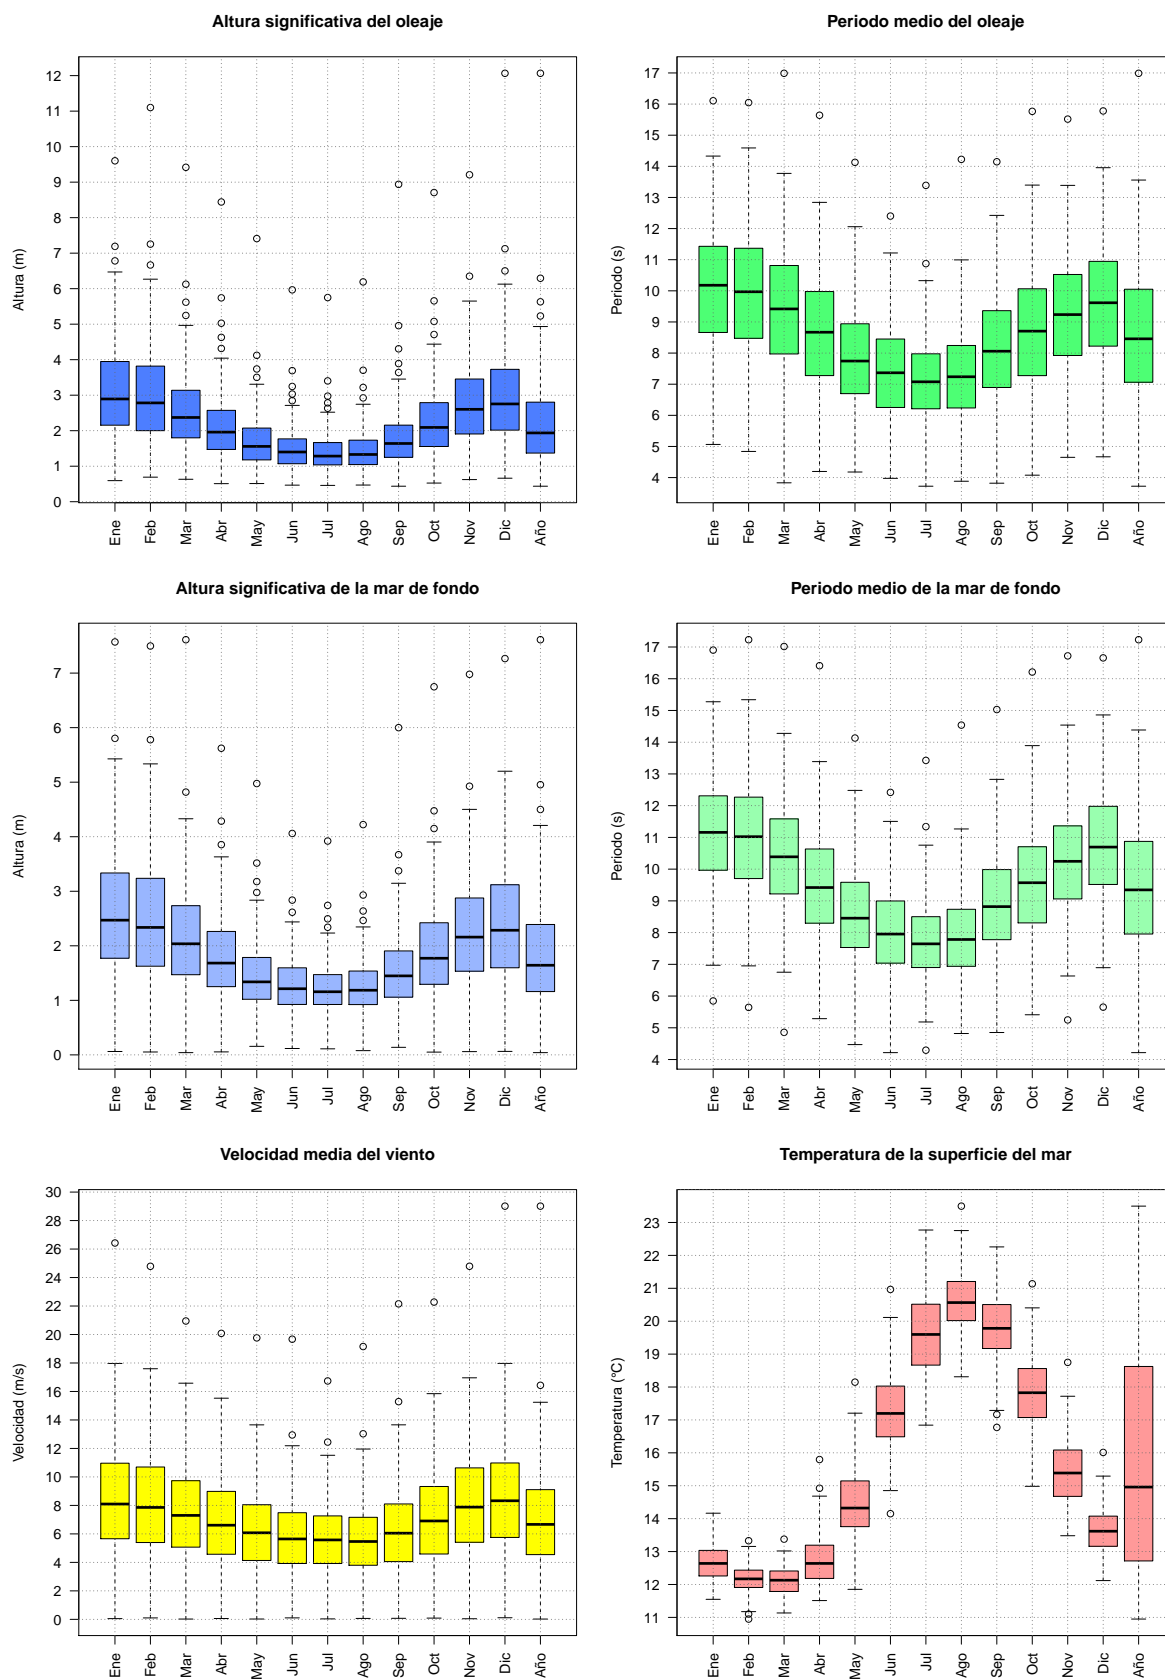 Altura significativa del oleaje
Altura (m)
0 1 2 3 4 5 6 7 8 9 10 11 12
Ene Feb Mar Abr May Jun Jul Ago Sep Oct Nov Dic Año
Periodo medio del oleaje
Periodo (s)
4 5 6 7 8 9 10 11 12 13 14 15 16 17
Ene Feb Mar Abr May Jun Jul Ago Sep Oct Nov Dic Año
Altura significativa de la mar de fondo
Altura (m)
0 1 2 3 4 5 6 7
Ene Feb Mar Abr May Jun Jul Ago Sep Oct Nov Dic Año
Periodo medio de la mar de fondo
Periodo (s)
4 5 6 7 8 9 10 11 12 13 14 15 16 17
Ene Feb Mar Abr May Jun Jul Ago Sep Oct Nov Dic Año
Velocidad media del viento
Velocidad (m/s)
0 2 4 6 8 10 12 14 16 18 20 22 24 26 28 30
Ene Feb Mar Abr May Jun Jul Ago Sep Oct Nov Dic Año
Temperatura de la superficie del mar
Temperatura (°C)
11 12 13 14 15 16 17 18 19 20 21 22 23
Ene Feb Mar Abr May Jun Jul Ago Sep Oct Nov Dic Año